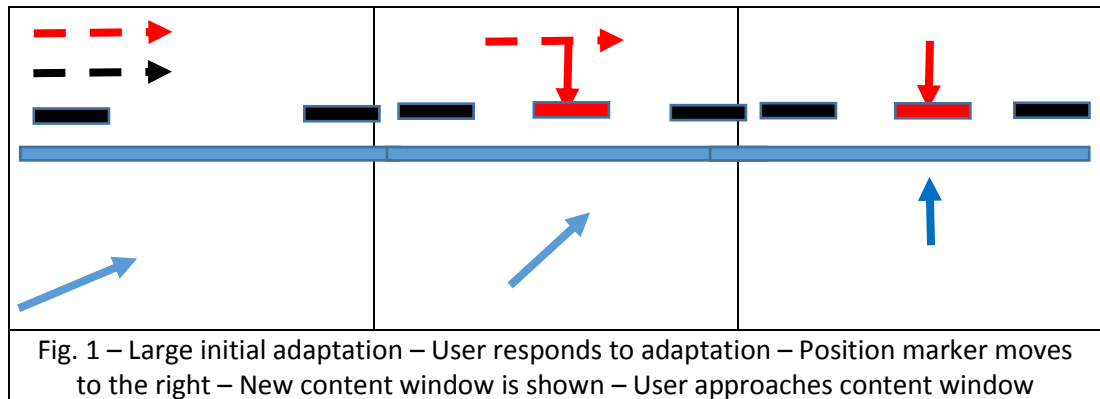 Fig. 1 – Large initial adaptation – User responds to adaptation – Position marker moves
to the right – New content window is shown – User approaches content window